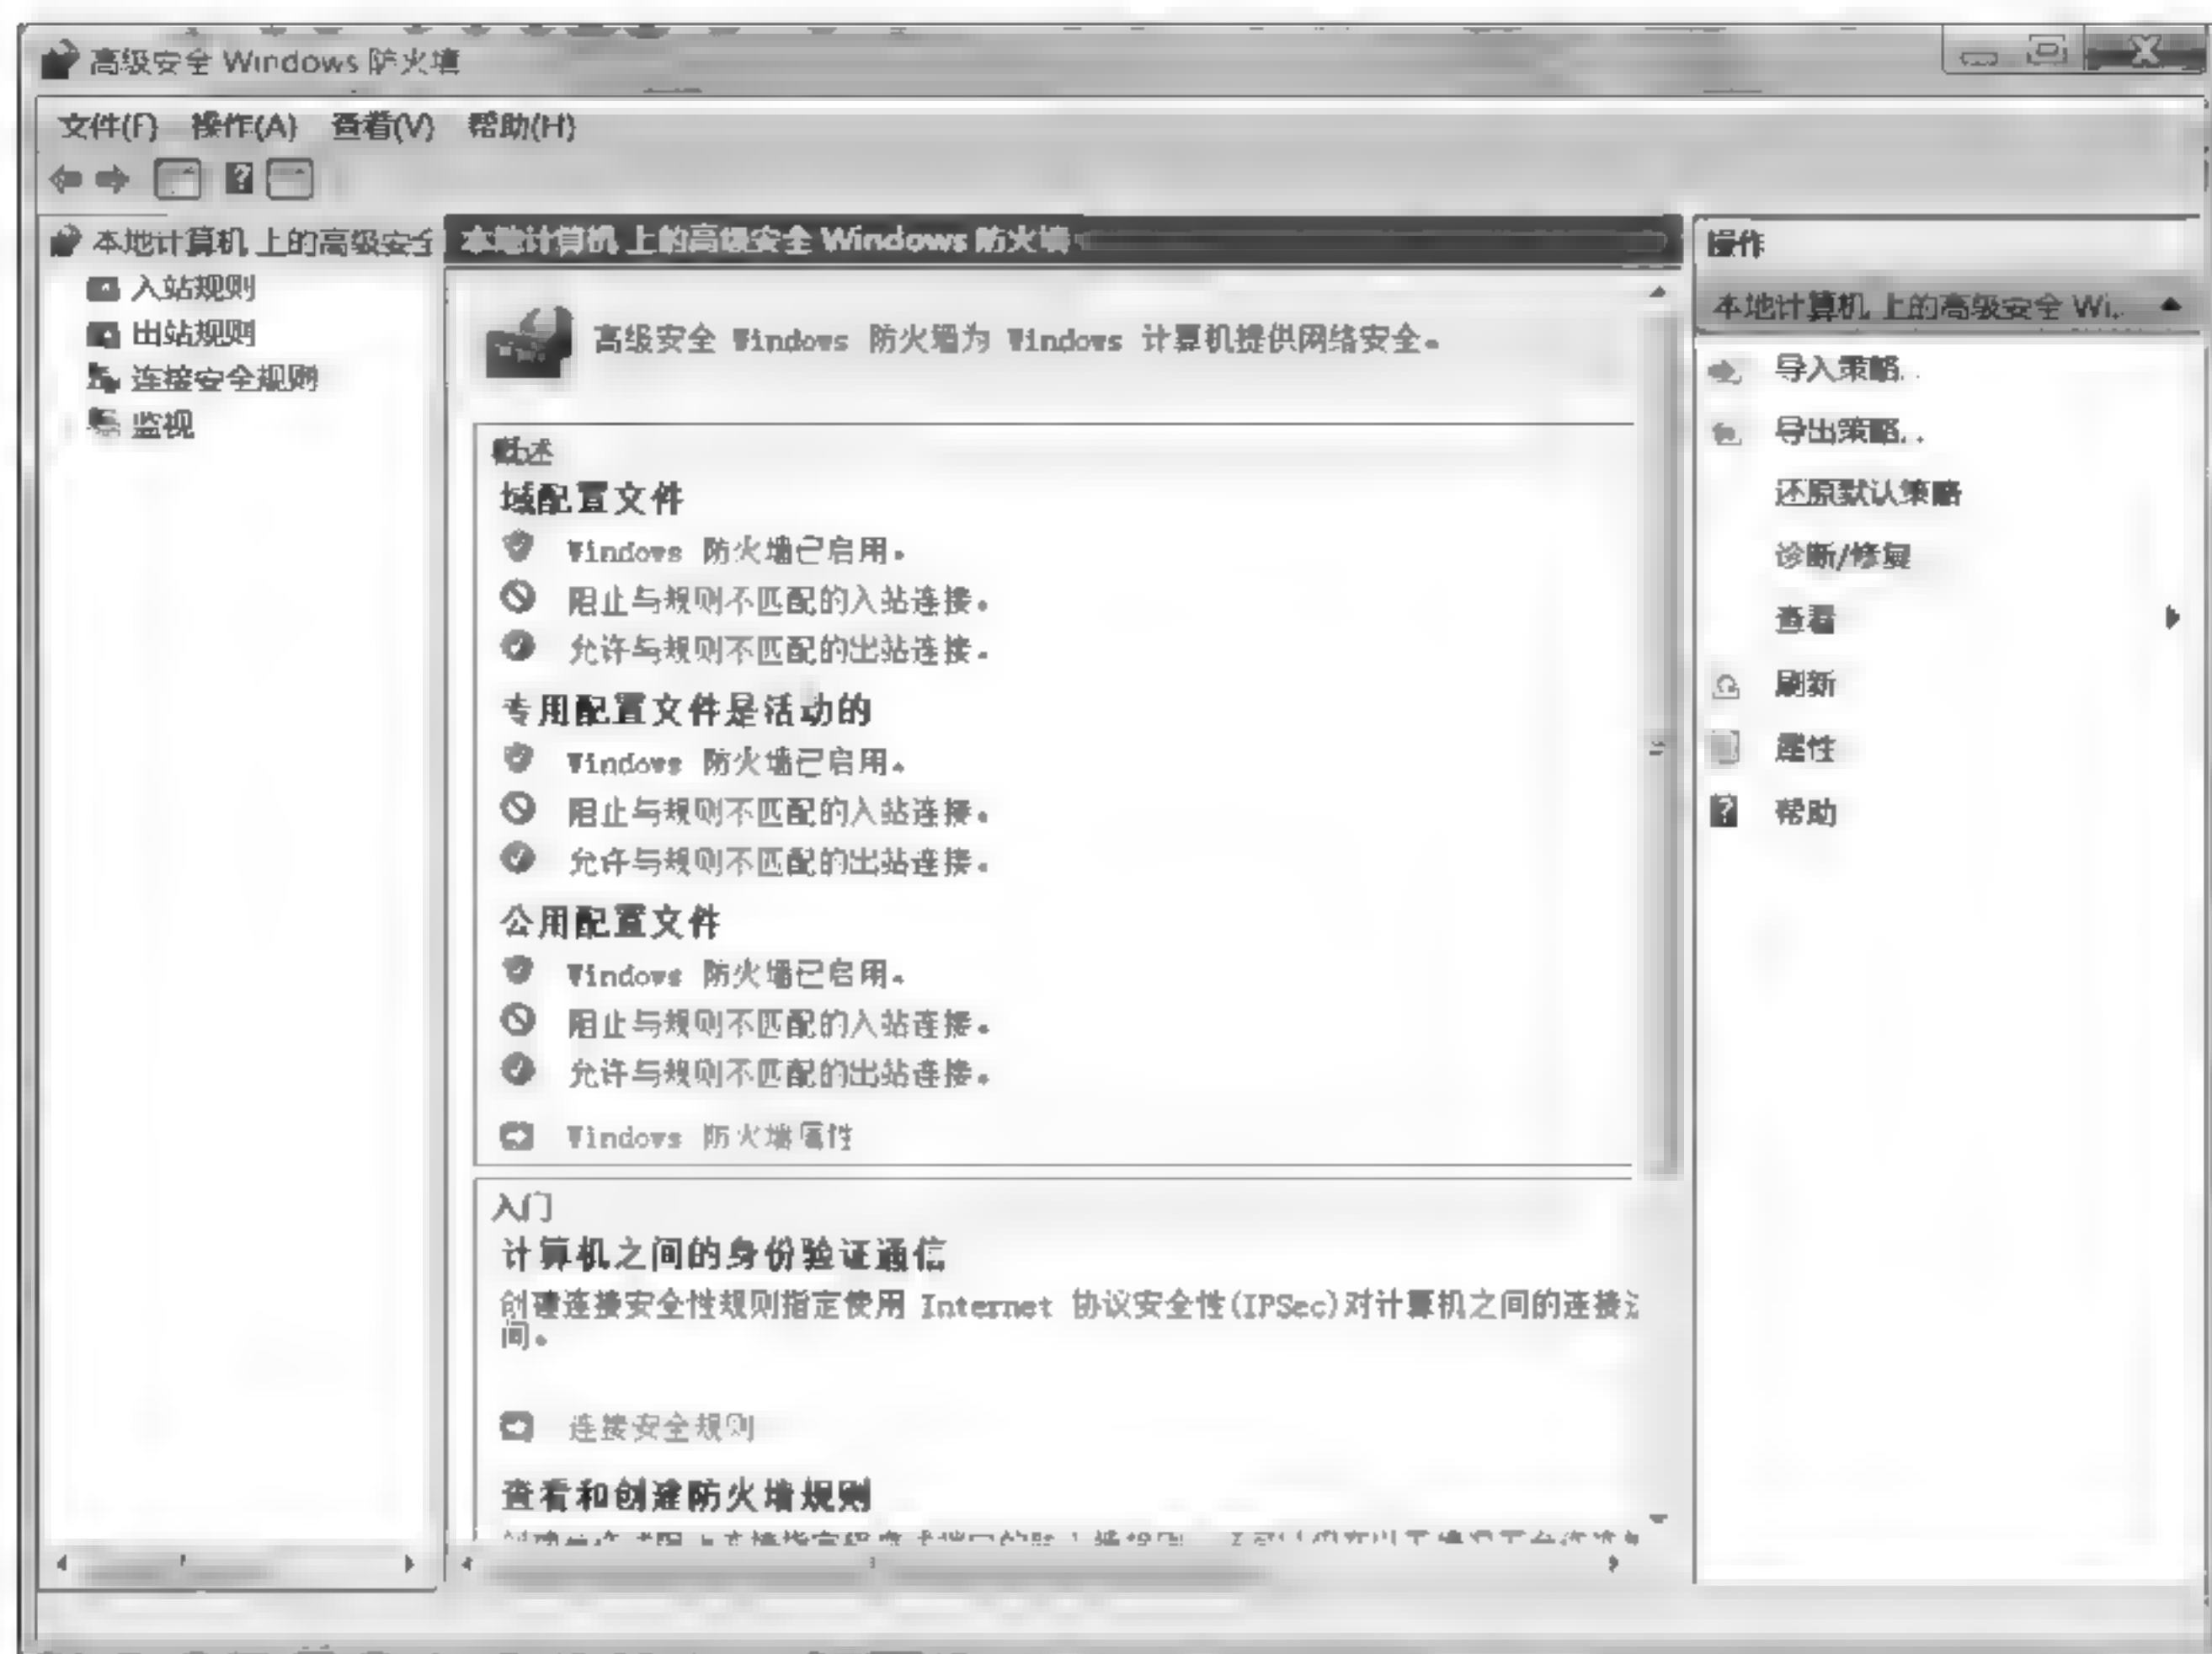 高级安全 Windows 防火墙
文件(F) 操作(A) 查看(V) 帮助(H)
本地计算机 上的高级安全
入站规则
出站规则
连接安全规则
监视
本地计算机 上的高级安全 Windows 防火墙
高级安全 Windows 防火墙为 Windows 计算机提供网络安全。
概述
域配置文件
Windows 防火墙已启用。
阻止与规则不匹配的入站连接。
允许与规则不匹配的出站连接。
专用配置文件是活动的
Windows 防火墙已启用。
阻止与规则不匹配的入站连接。
允许与规则不匹配的出站连接。
公用配置文件
Windows 防火墙已启用。
阻止与规则不匹配的入站连接。
允许与规则不匹配的出站连接。
Windows 防火墙属性
入门
计算机之间的身份验证通信
创建连接安全性规则指定使用 Internet 协议安全性(IPSec)对计算机之间的连接
间。
连接安全规则
查看和创建防火墙规则
操作
本地计算机 上的高级安全 Wi..
导入策略..
导出策略..
还原默认策略
诊断/修复
查看
刷新
属性
帮助